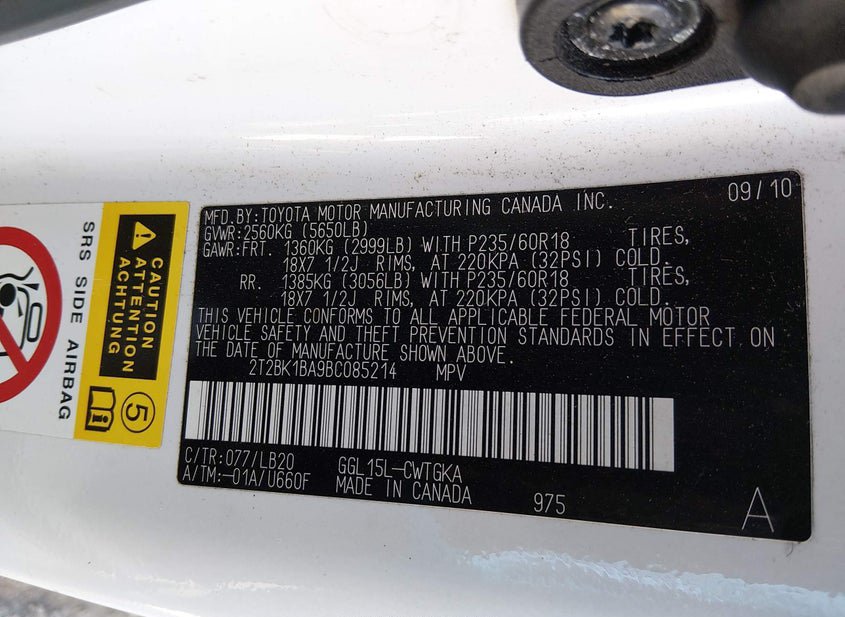 MFD.BY:TOYOTA MOTOR MANUFACTURING CANADA INC. 09/10
GVWR:2560KG (5650LB)
GAWR:FRT. 1360KG (2999LB) WITH P235/60R18 TIRES,
18X7 1/2J RIMS, AT 220KPA (32PSI) COLD.
RR. 1385KG (3056LB) WITH P235/60R18 TIRES,
18X7 1/2J RIMS, AT 220KPA (32PSI) COLD.
THIS VEHICLE CONFORMS TO ALL APPLICABLE FEDERAL MOTOR
VEHICLE SAFETY AND THEFT PREVENTION STANDARDS IN EFFECT ON
THE DATE OF MANUFACTURE SHOWN ABOVE.
2T2BK1BA9BC085214 MPV
C/TR:077/LB20 GGL15L-CWTGKA
A/TM:-01A/U660F MADE IN CANADA 975 A
SRS SIDE AIRBAG
CAUTION
ATTENTION
ACHTUNG
5